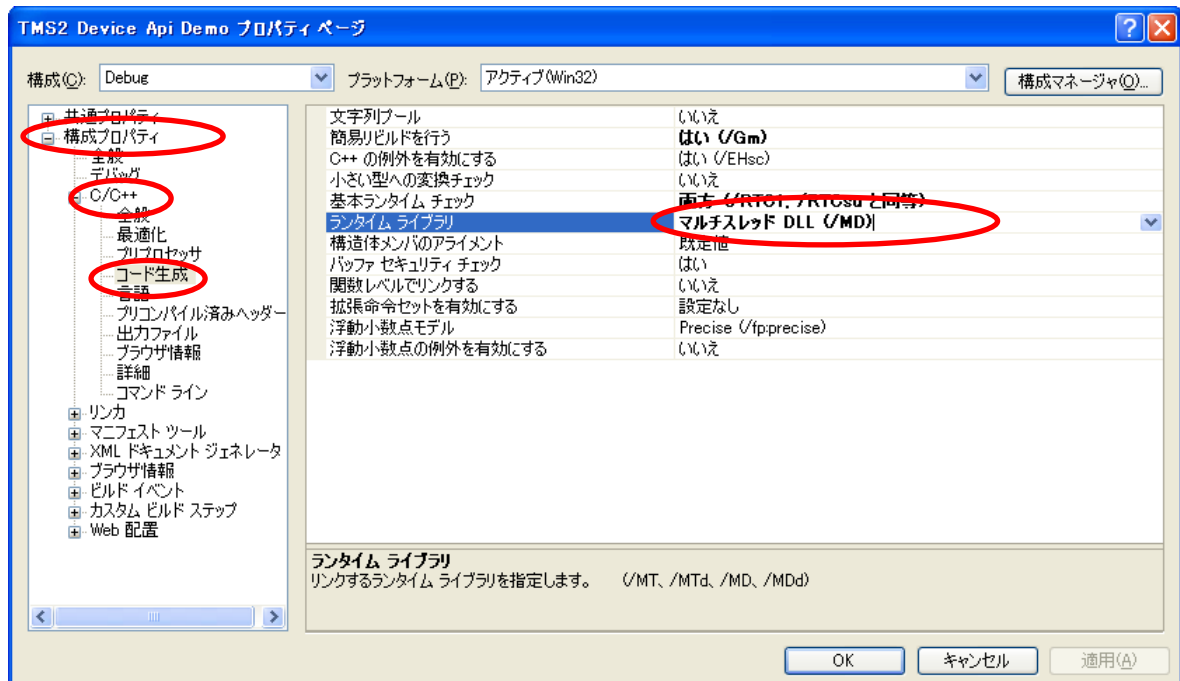 TMS2 Device Api Demo プロパティ ページ
構成(C): Debug プラットフォーム(P): アクティブ(Win32) 構成マネージャ(O)...
共通プロパティ
構成プロパティ
全般
デバッグ
C/C++
全般
最適化
プリプロセッサ
コード生成
言語
プリコンパイル済みヘッダー
出力ファイル
ブラウザ情報
詳細
コマンド ライン
リンカ
マニフェスト ツール
XML ドキュメント ジェネレータ
ブラウザ情報
ビルド イベント
カスタム ビルド ステップ
Web 配置
文字列プール いいえ
簡易リビルドを行う はい (/Gm)
C++ の例外を有効にする はい (/EHsc)
小さい型への変換チェック いいえ
基本ランタイム チェック 両方 (/RTC1、/RTCsu と同等)
ランタイム ライブラリ マルチスレッド DLL (/MD)
構造体メンバのアライメント 既定値
バッファ セキュリティ チェック はい
関数レベルでリンクする いいえ
拡張命令セットを有効にする 設定なし
浮動小数点モデル Precise (/fp:precise)
浮動小数点の例外を有効にする いいえ
ランタイム ライブラリ
リンクするランタイム ライブラリを指定します。 (/MT、/MTd、/MD、/MDd)
OK キャンセル 適用(A)